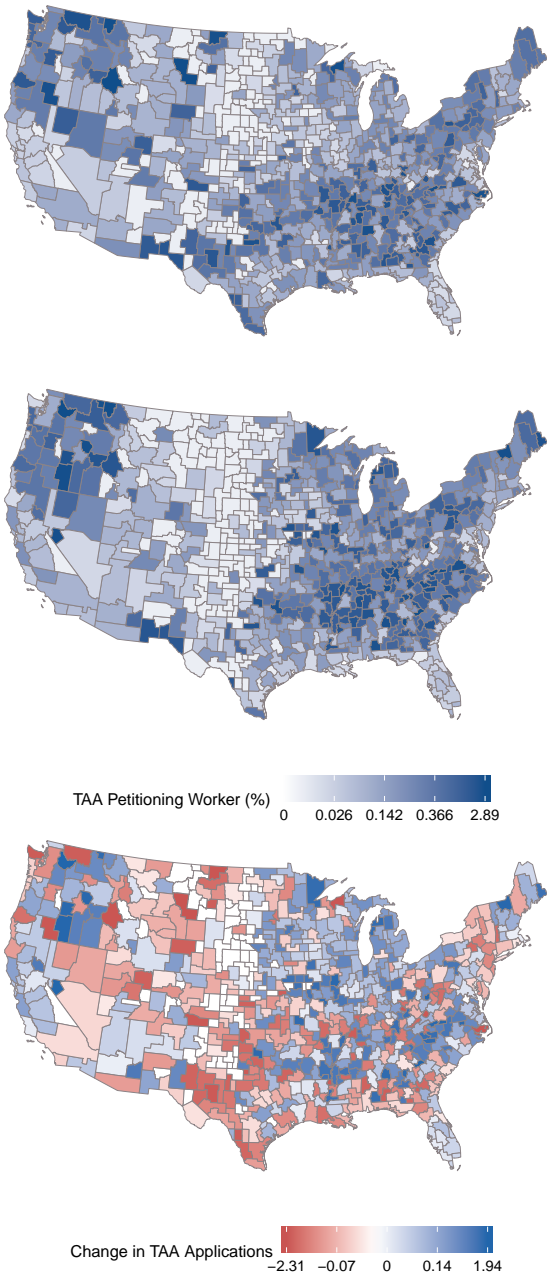 TAA Petitioning Worker (%)
0 0.026 0.142 0.366 2.89
Change in TAA Applications
−2.31 −0.07 0 0.14 1.94